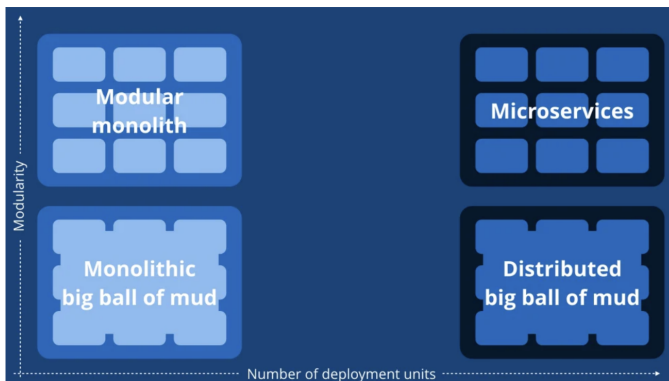 Modular
monolith
Microservices
Modularity
Monolithic
big ball of mud
Distributed
big ball of mud
Number of deployment units